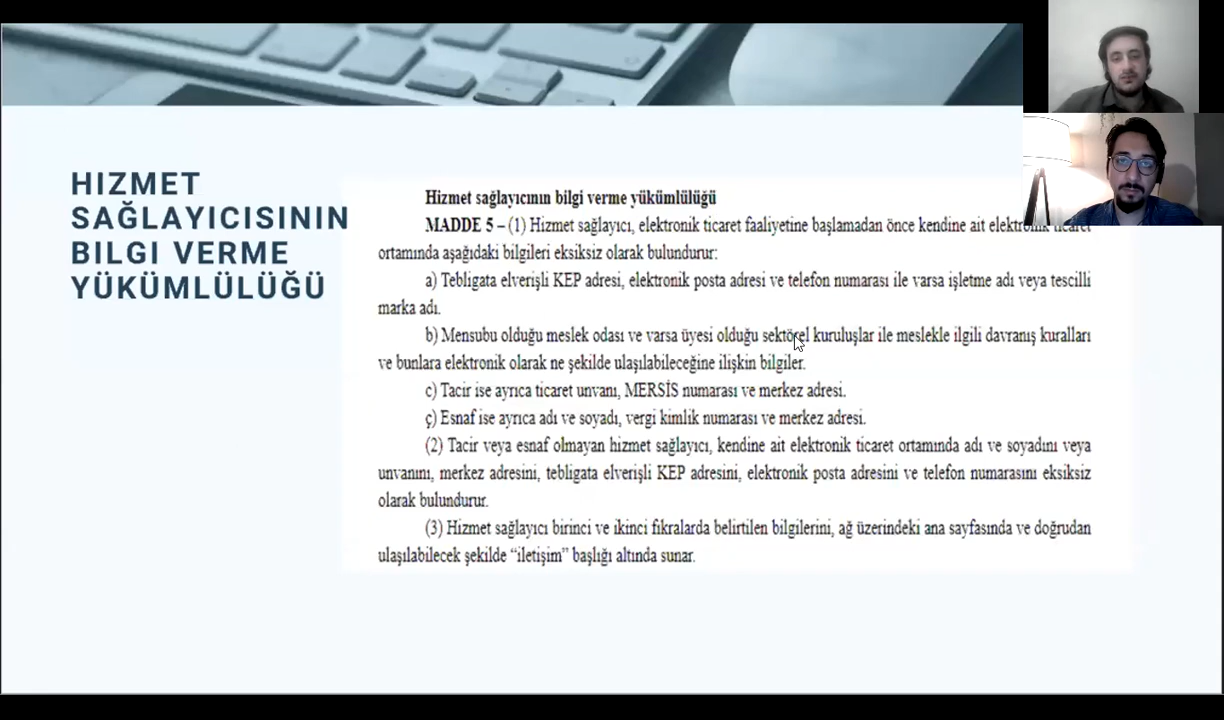 HIZMET
SAĞLAYICISININ
BILGI VERME
YÜKÜMLÜLÜĞÜ
Hizmet sağlayıcının bilgi verme yükümlülüğü
MADDE 5 – (1) Hizmet sağlayıcı, elektronik ticaret faaliyetine başlamadan önce kendine ait elektronik ticaret
ortamında aşağıdaki bilgileri eksiksiz olarak bulundurur:
a) Tebligata elverişli KEP adresi, elektronik posta adresi ve telefon numarası ile varsa işletme adı veya tescilli
marka adı.
b) Mensubu olduğu meslek odası ve varsa üyesi olduğu sektörel kuruluşlar ile meslekle ilgili davranış kuralları
ve bunlara elektronik olarak ne şekilde ulaşılabileceğine ilişkin bilgiler.
c) Tacir ise ayrıca ticaret unvanı, MERSİS numarası ve merkez adresi.
ç) Esnaf ise ayrıca adı ve soyadı, vergi kimlik numarası ve merkez adresi.
(2) Tacir veya esnaf olmayan hizmet sağlayıcı, kendine ait elektronik ticaret ortamında adı ve soyadını veya
unvanını, merkez adresini, tebligata elverişli KEP adresini, elektronik posta adresini ve telefon numarasını eksiksiz
olarak bulundurur.
(3) Hizmet sağlayıcı birinci ve ikinci fıkralarda belirtilen bilgilerini, ağ üzerindeki ana sayfasında ve doğrudan
ulaşılabilecek şekilde “iletişim” başlığı altında sunar.